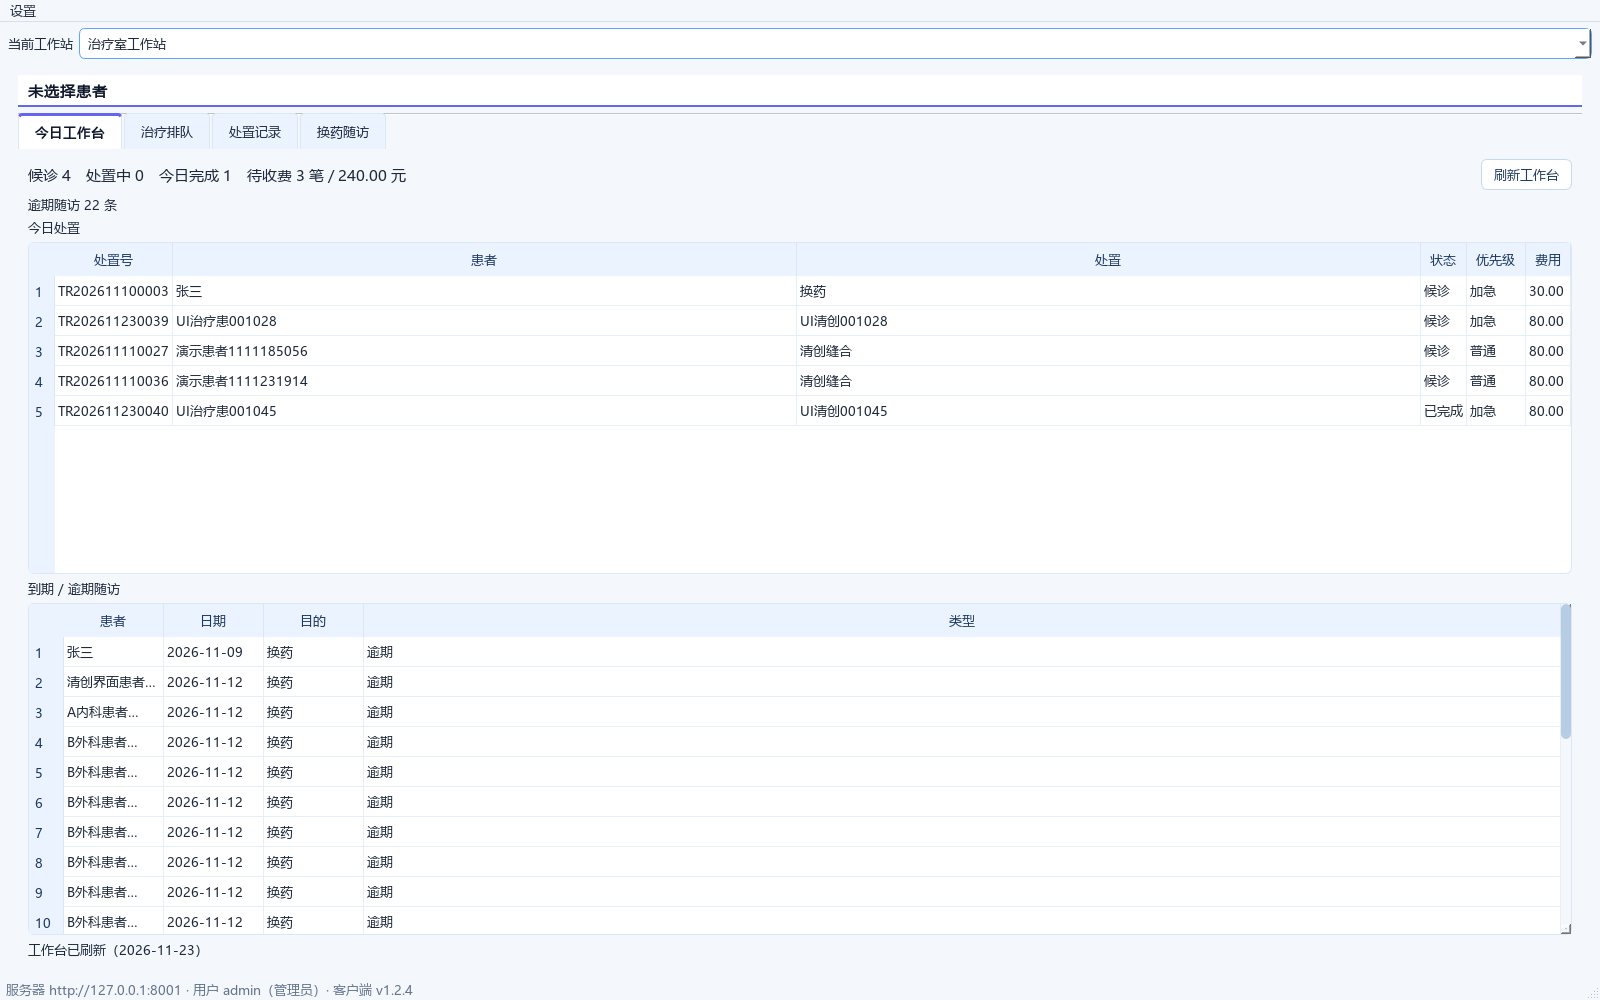 设置
当前工作站 治疗室工作站
未选择患者
今日工作台 治疗排队 处置记录 换药随访
候诊 4 处置中 0 今日完成 1 待收费 3 笔 / 240.00 元 刷新工作台
逾期随访 22 条
今日处置
处置号 患者 处置 状态 优先级 费用
1 TR202611100003 张三 换药 候诊 加急 30.00
2 TR202611230039 UI治疗患001028 UI清创001028 候诊 加急 80.00
3 TR202611110027 演示患者1111185056 清创缝合 候诊 普通 80.00
4 TR202611110036 演示患者1111231914 清创缝合 候诊 普通 80.00
5 TR202611230040 UI治疗患001045 UI清创001045 已完成 加急 80.00
到期 / 逾期随访
患者 日期 目的 类型
1 张三 2026-11-09 换药 逾期
2 清创界面患者... 2026-11-12 换药 逾期
3 A内科患者... 2026-11-12 换药 逾期
4 B外科患者... 2026-11-12 换药 逾期
5 B外科患者... 2026-11-12 换药 逾期
6 B外科患者... 2026-11-12 换药 逾期
7 B外科患者... 2026-11-12 换药 逾期
8 B外科患者... 2026-11-12 换药 逾期
9 B外科患者... 2026-11-12 换药 逾期
10 B外科患者... 2026-11-12 换药 逾期
工作台已刷新（2026-11-23）
服务器 http://127.0.0.1:8001 · 用户 admin（管理员）· 客户端 v1.2.4